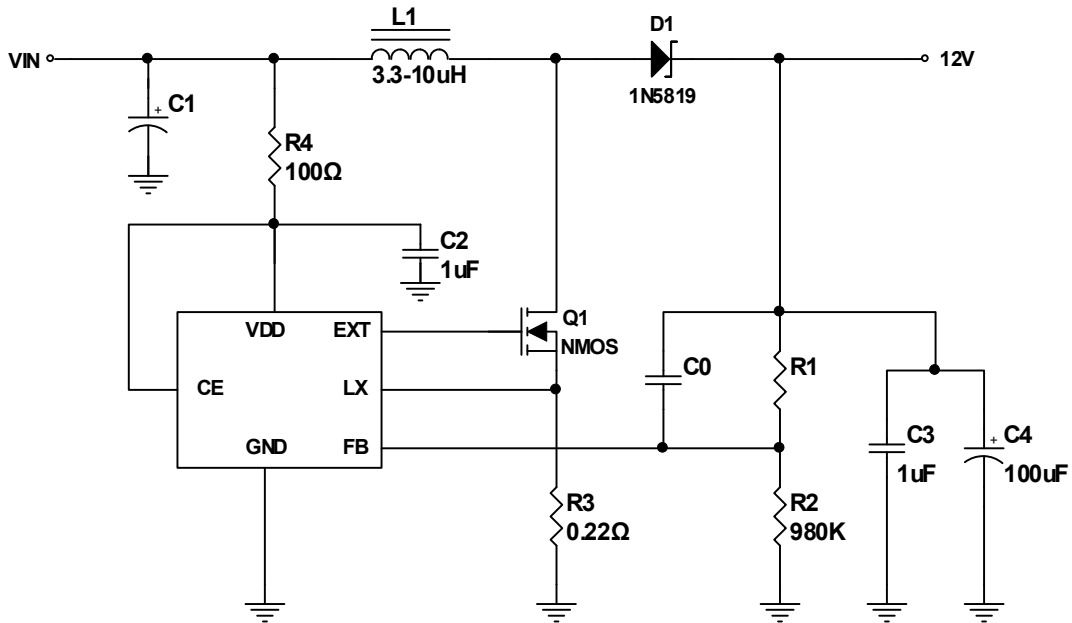 L1
D1
VIN
12V
3.3-10uH
1N5819
+
C1
R4
100Ω
C2
1uF
VDD
EXT
Q1
NMOS
CE
LX
C0
R1
GND
FB
C3
1uF
+
C4
100uF
R3
0.22Ω
R2
980K